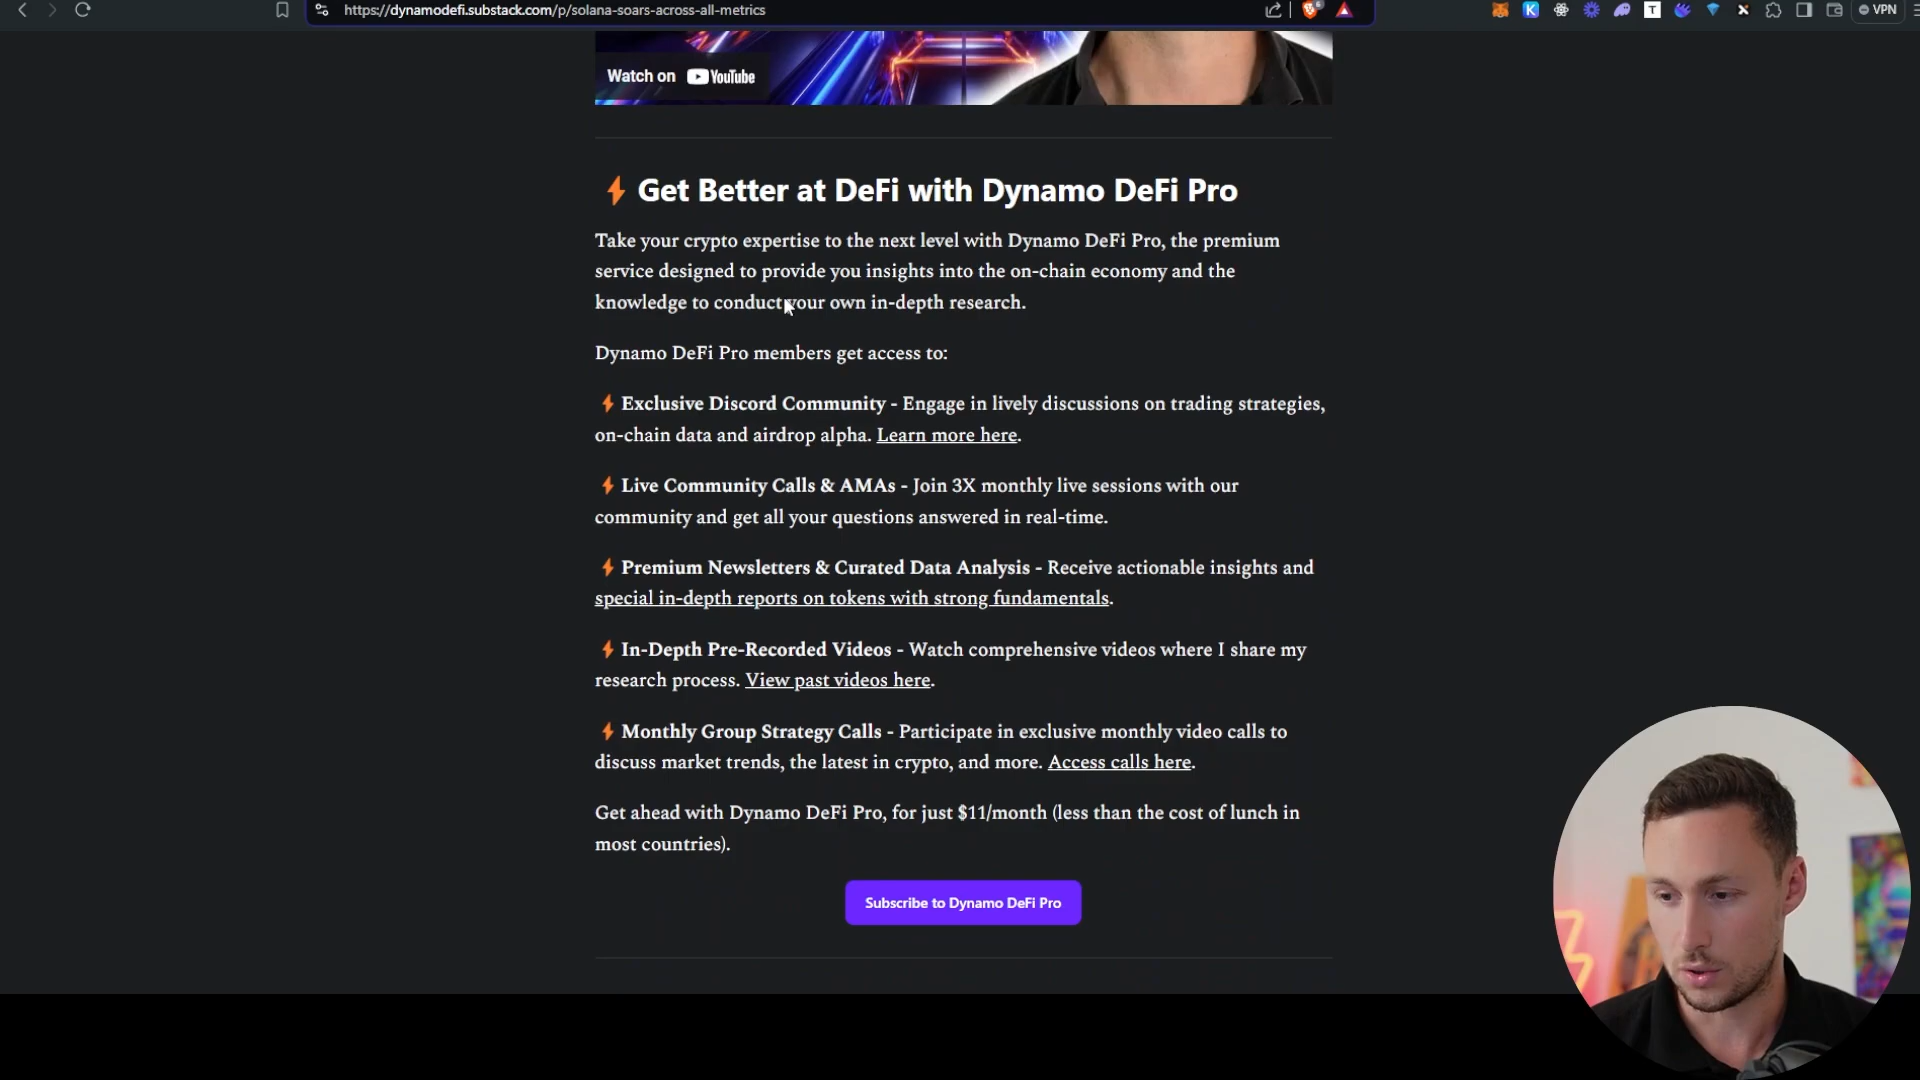 https://dynamodefi.substack.com/p/solana-soars-across-all-metrics
VPN
Watch on YouTube
Get Better at DeFi with Dynamo DeFi Pro
Take your crypto expertise to the next level with Dynamo DeFi Pro, the premium
service designed to provide you insights into the on-chain economy and the
knowledge to conduct your own in-depth research.
Dynamo DeFi Pro members get access to:
Exclusive Discord Community - Engage in lively discussions on trading strategies,
on-chain data and airdrop alpha. Learn more here.
Live Community Calls & AMAs - Join 3X monthly live sessions with our
community and get all your questions answered in real-time.
Premium Newsletters & Curated Data Analysis - Receive actionable insights and
special in-depth reports on tokens with strong fundamentals.
In-Depth Pre-Recorded Videos - Watch comprehensive videos where I share my
research process. View past videos here.
Monthly Group Strategy Calls - Participate in exclusive monthly video calls to
discuss market trends, the latest in crypto, and more. Access calls here.
Get ahead with Dynamo DeFi Pro, for just $11/month (less than the cost of lunch in
most countries).
Subscribe to Dynamo DeFi Pro